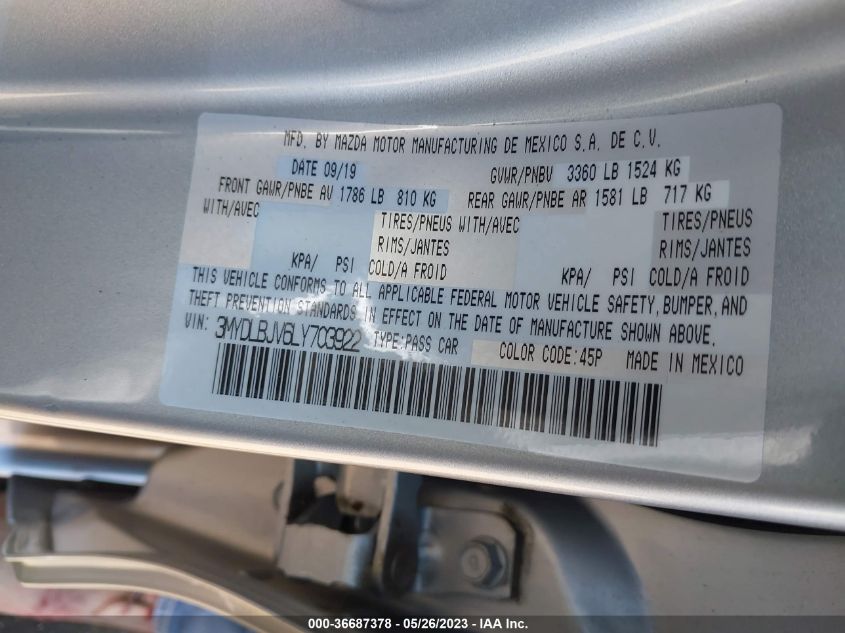 MFD. BY MAZDA MOTOR MANUFACTURING DE MEXICO S.A. DE C.V.
DATE 09/19 GVWR/PNBV 3360 LB 1524 KG
FRONT GAWR/PNBE AV 1786 LB 810 KG REAR GAWR/PNBE AR 1581 LB 717 KG
WITH/AVEC TIRES/PNEUS WITH/AVEC TIRES/PNEUS
RIMS/JANTES RIMS/JANTES
KPA/ PSI COLD/A FROID KPA/ PSI COLD/A FROID
THIS VEHICLE CONFORMS TO ALL APPLICABLE FEDERAL MOTOR VEHICLE SAFETY, BUMPER, AND
THEFT PREVENTION STANDARDS IN EFFECT ON THE DATE OF MANUFACTURE SHOWN ABOVE.
VIN: 3MYDLBJV6LY703922 TYPE:PASS CAR COLOR CODE:45P MADE IN MEXICO
000-36687378 - 05/26/2023 - IAA Inc.